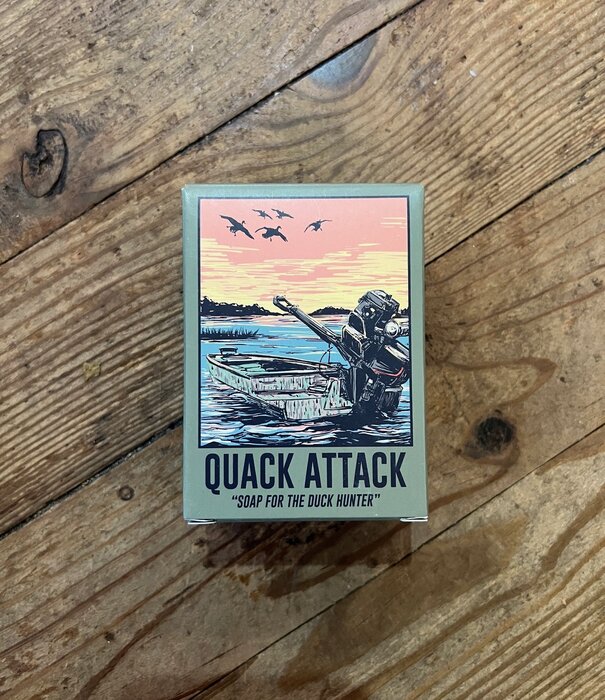 QUACK ATTACK
“SOAP FOR THE DUCK HUNTER”